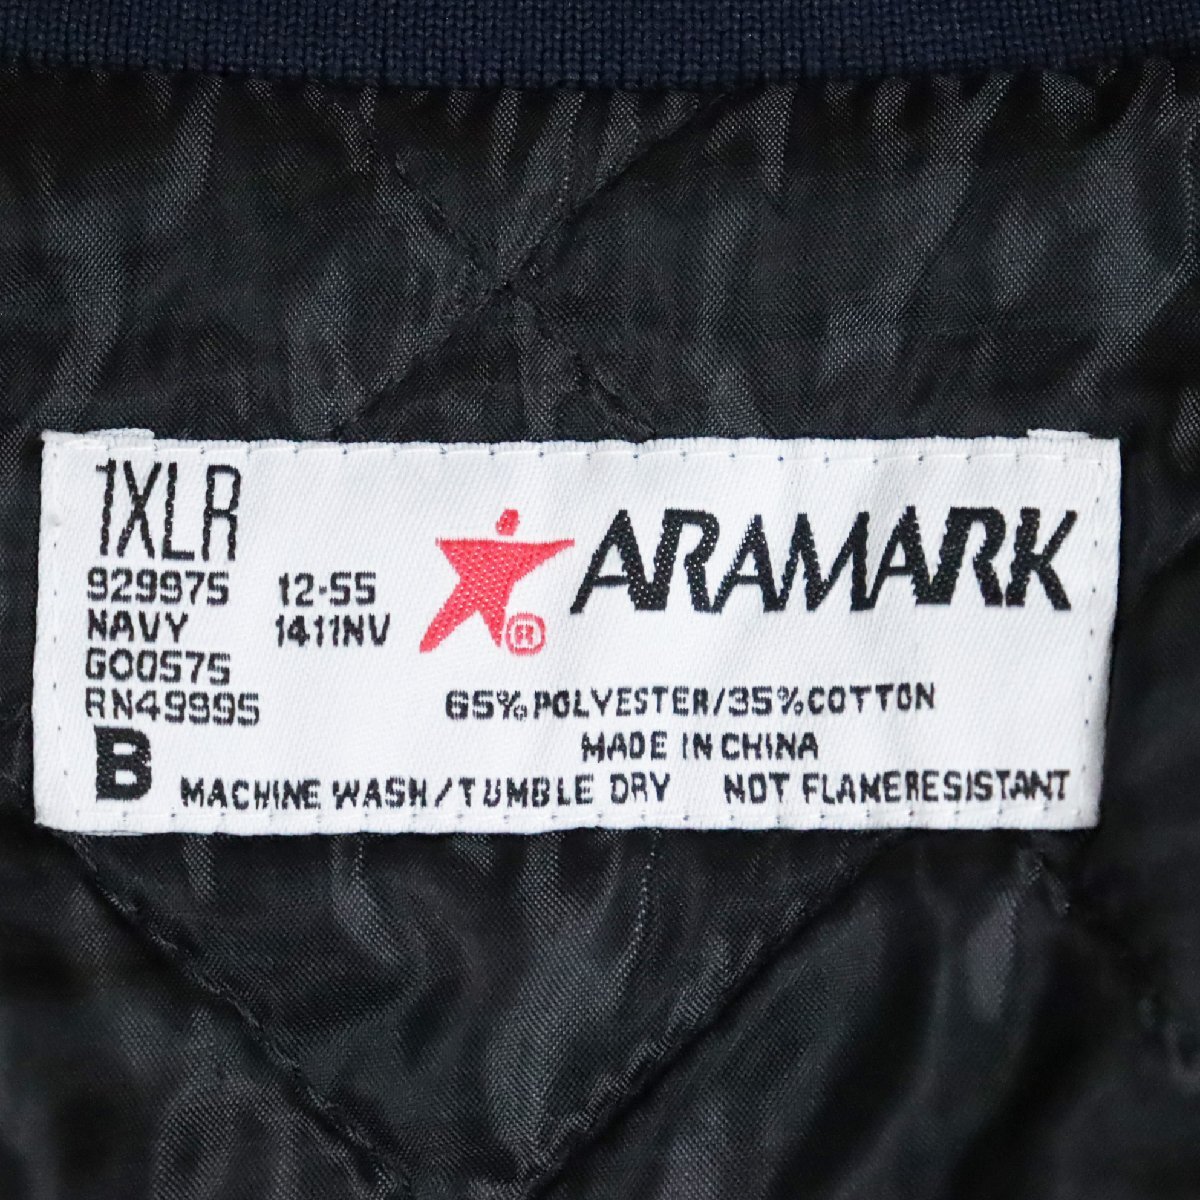 1XLR
ARAMARK
®
929975 12-55
NAVY 1411NV
G00575
RN49995
65% POLYESTER/35%COTTON
MADE IN CHINA
B
MACHINE WASH/TUMBLE DRY NOT FLAMERESISTANT